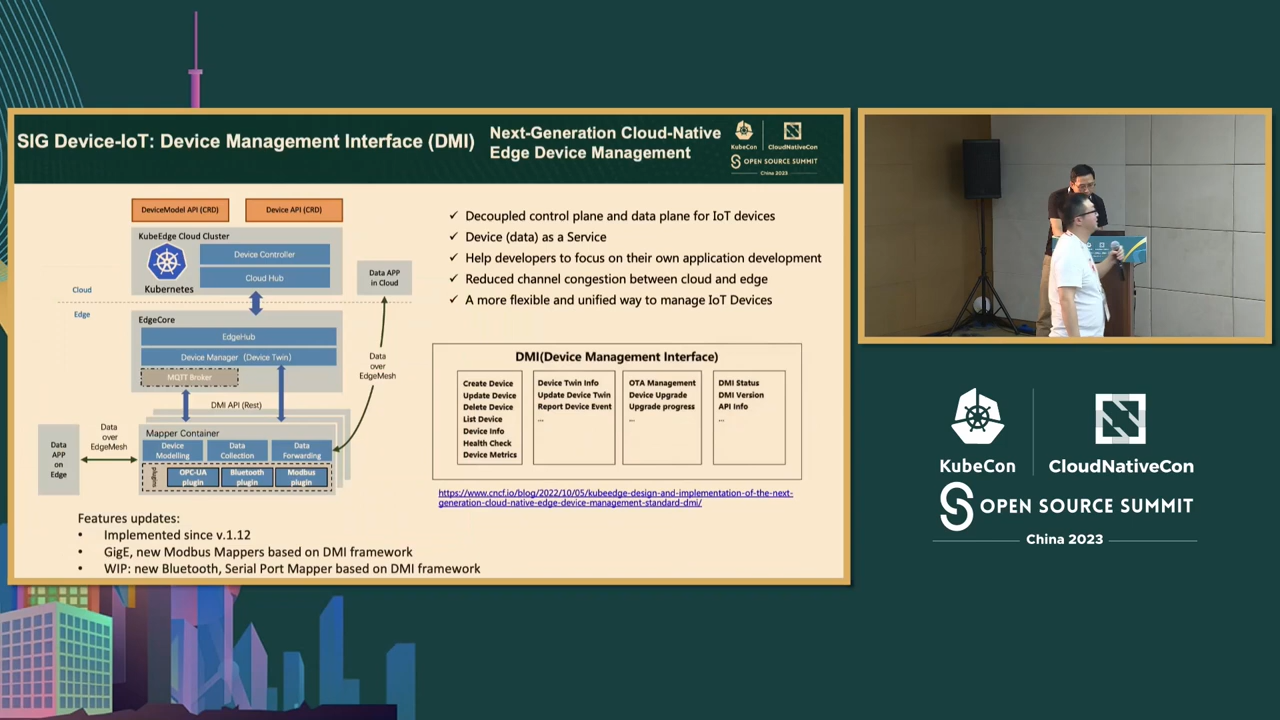 SIG Device-IoT: Device Management Interface (DMI)
Next-Generation Cloud-Native
Edge Device Management
KubeCon
CloudNativeCon
OPEN SOURCE SUMMIT
China 2023
DeviceModel API (CRD)
Device API (CRD)
KubeEdge Cloud Cluster
Device Controller
Cloud Hub
Kubernetes
Data APP
in Cloud
Cloud
Edge
EdgeCore
EdgeHub
Device Manager (Device Twin)
MQTT Broker
Data
over
EdgeMesh
DMI API (Rest)
Data
APP
on
Edge
Data
over
EdgeMesh
Mapper Container
Device
Modelling
Data
Collection
Data
Forwarding
OPC-UA
plugin
Bluetooth
plugin
Modbus
plugin
✓ Decoupled control plane and data plane for IoT devices
✓ Device (data) as a Service
✓ Help developers to focus on their own application development
✓ Reduced channel congestion between cloud and edge
✓ A more flexible and unified way to manage IoT Devices
DMI(Device Management Interface)
Create Device
Update Device
Delete Device
List Device
Device Info
Health Check
Device Metrics
Device Twin Info
Update Device Twin
Report Device Event
...
OTA Management
Device Upgrade
Upgrade progress
...
DMI Status
DMI Version
API Info
...
https://www.cncf.io/blog/2022/10/05/kubeedge-design-and-implementation-of-the-next-
generation-cloud-native-edge-device-management-standard-dmi/
Features updates:
• Implemented since v.1.12
• GigE, new Modbus Mappers based on DMI framework
• WIP: new Bluetooth, Serial Port Mapper based on DMI framework
KubeCon
CloudNativeCon
OPEN SOURCE SUMMIT
China 2023